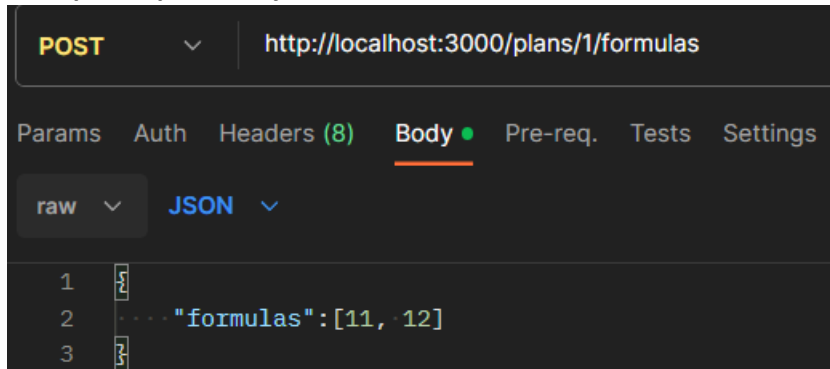 POST http://localhost:3000/plans/1/formulas
Params Auth Headers (8) Body Pre-req. Tests Settings
raw JSON
1 {
2 "formulas":[11, 12]
3 }